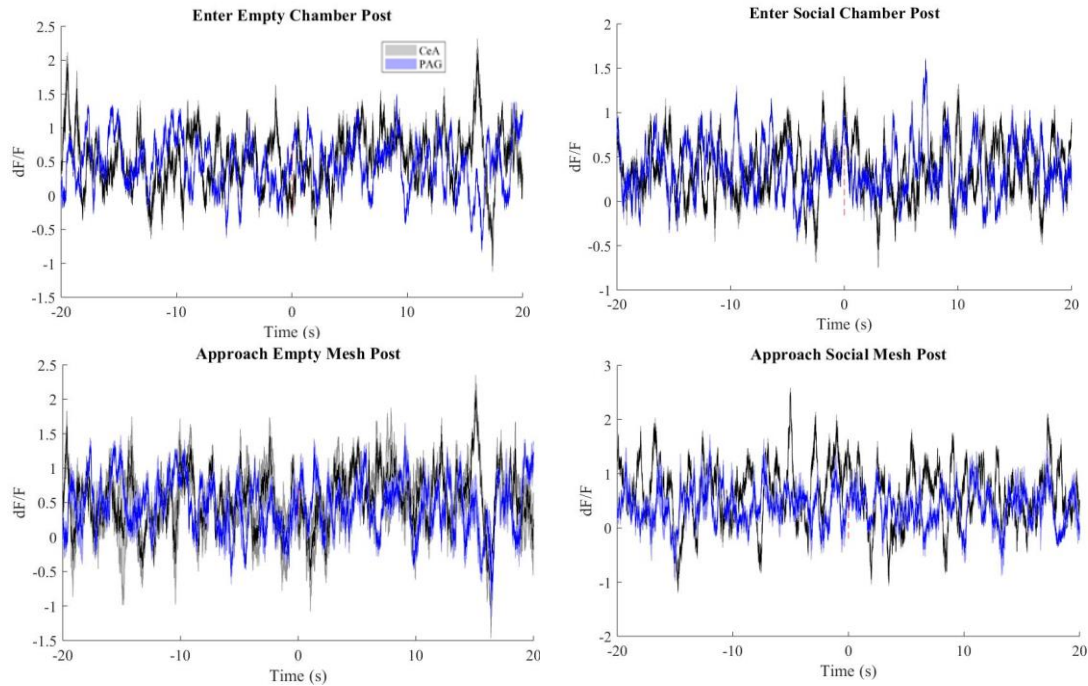 Enter Empty Chamber Post
2.5
2
1.5
1
0.5
0
-0.5
-1
-1.5
dF/F
CeA
PAG
-20 -10 0 10 20
Time (s)
Enter Social Chamber Post
2
1.5
1
0.5
0
-0.5
-1
dF/F
-20 -10 0 10 20
Time (s)
Approach Empty Mesh Post
2.5
2
1.5
1
0.5
0
-0.5
-1
-1.5
dF/F
-20 -10 0 10 20
Time (s)
Approach Social Mesh Post
3
2
1
0
-1
-2
dF/F
-20 -10 0 10 20
Time (s)